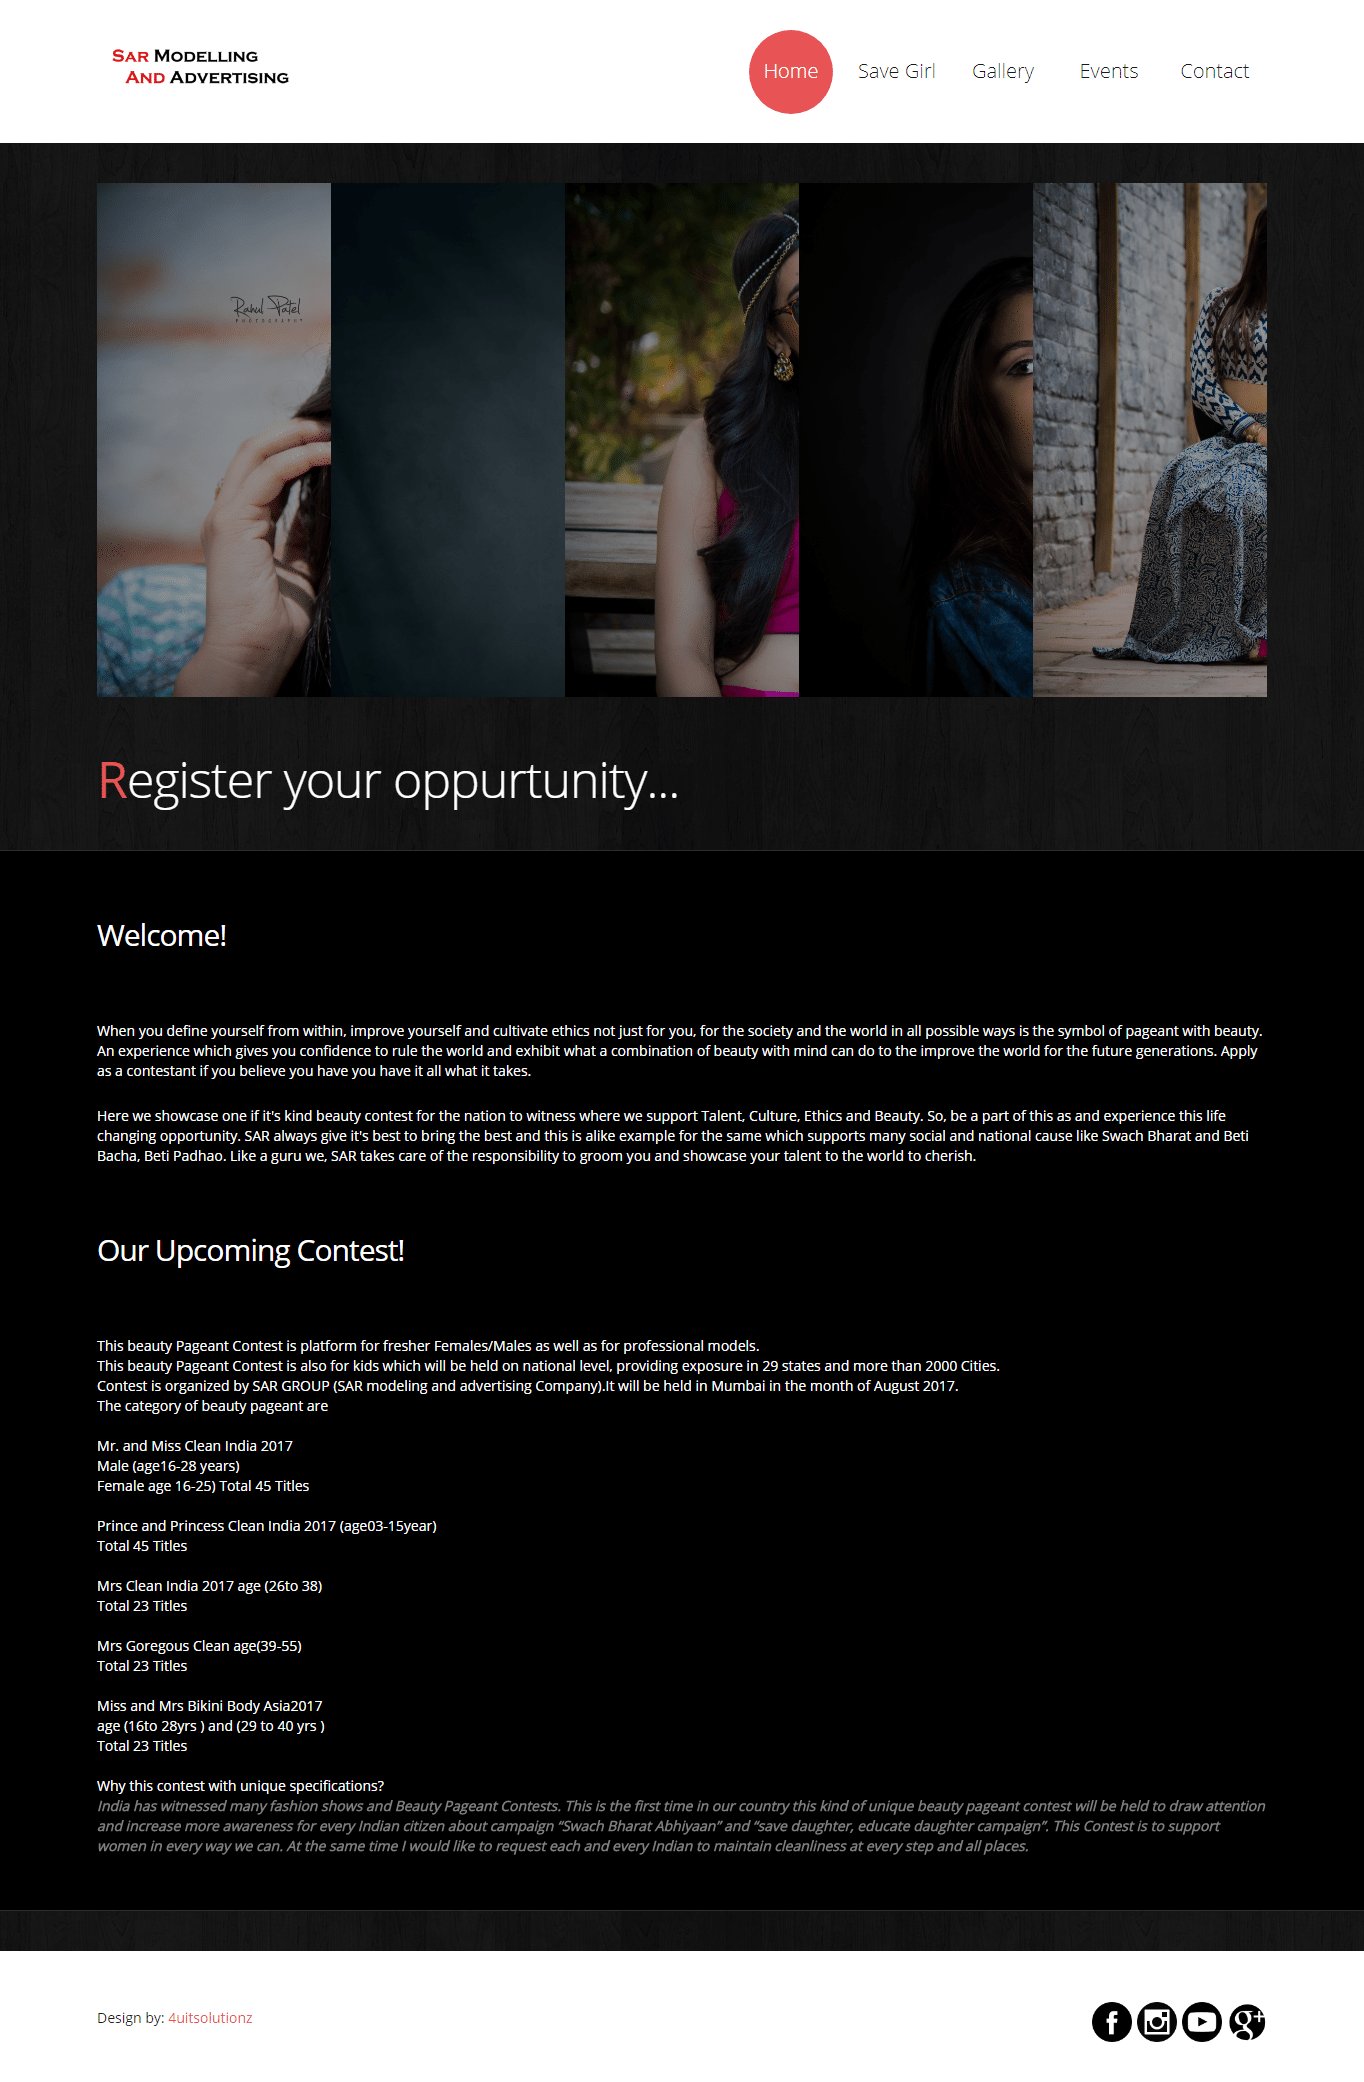 Sar Modelling
And Advertising
Home Save Girl Gallery Events Contact
Rahul Patel
PHOTOGRAPHY
Register your oppurtunity...
Welcome!
When you define yourself from within, improve yourself and cultivate ethics not just for you, for the society and the world in all possible ways is the symbol of pageant with beauty.
An experience which gives you confidence to rule the world and exhibit what a combination of beauty with mind can do to the improve the world for the future generations. Apply
as a contestant if you believe you have you have it all what it takes.
Here we showcase one if it's kind beauty contest for the nation to witness where we support Talent, Culture, Ethics and Beauty. So, be a part of this as and experience this life
changing opportunity. SAR always give it's best to bring the best and this is alike example for the same which supports many social and national cause like Swach Bharat and Beti
Bacha, Beti Padhao. Like a guru we, SAR takes care of the responsibility to groom you and showcase your talent to the world to cherish.
Our Upcoming Contest!
This beauty Pageant Contest is platform for fresher Females/Males as well as for professional models.
This beauty Pageant Contest is also for kids which will be held on national level, providing exposure in 29 states and more than 2000 Cities.
Contest is organized by SAR GROUP (SAR modeling and advertising Company).It will be held in Mumbai in the month of August 2017.
The category of beauty pageant are
Mr. and Miss Clean India 2017
Male (age16-28 years)
Female age 16-25) Total 45 Titles
Prince and Princess Clean India 2017 (age03-15year)
Total 45 Titles
Mrs Clean India 2017 age (26to 38)
Total 23 Titles
Mrs Goregous Clean age(39-55)
Total 23 Titles
Miss and Mrs Bikini Body Asia2017
age (16to 28yrs ) and (29 to 40 yrs )
Total 23 Titles
Why this contest with unique specifications?
India has witnessed many fashion shows and Beauty Pageant Contests. This is the first time in our country this kind of unique beauty pageant contest will be held to draw attention
and increase more awareness for every Indian citizen about campaign “Swach Bharat Abhiyaan” and “save daughter, educate daughter campaign”. This Contest is to support
women in every way we can. At the same time I would like to request each and every Indian to maintain cleanliness at every step and all places.
Design by: 4uitsolutionz